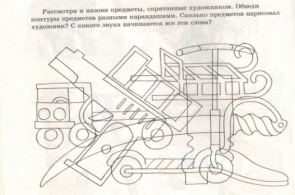 Рассмотри и назови предметы, спрятанные художником. Обведи
контуры предметов разными карандашами. Сколько предметов нарисовал
художник? С какого звука начинаются все эти слова?